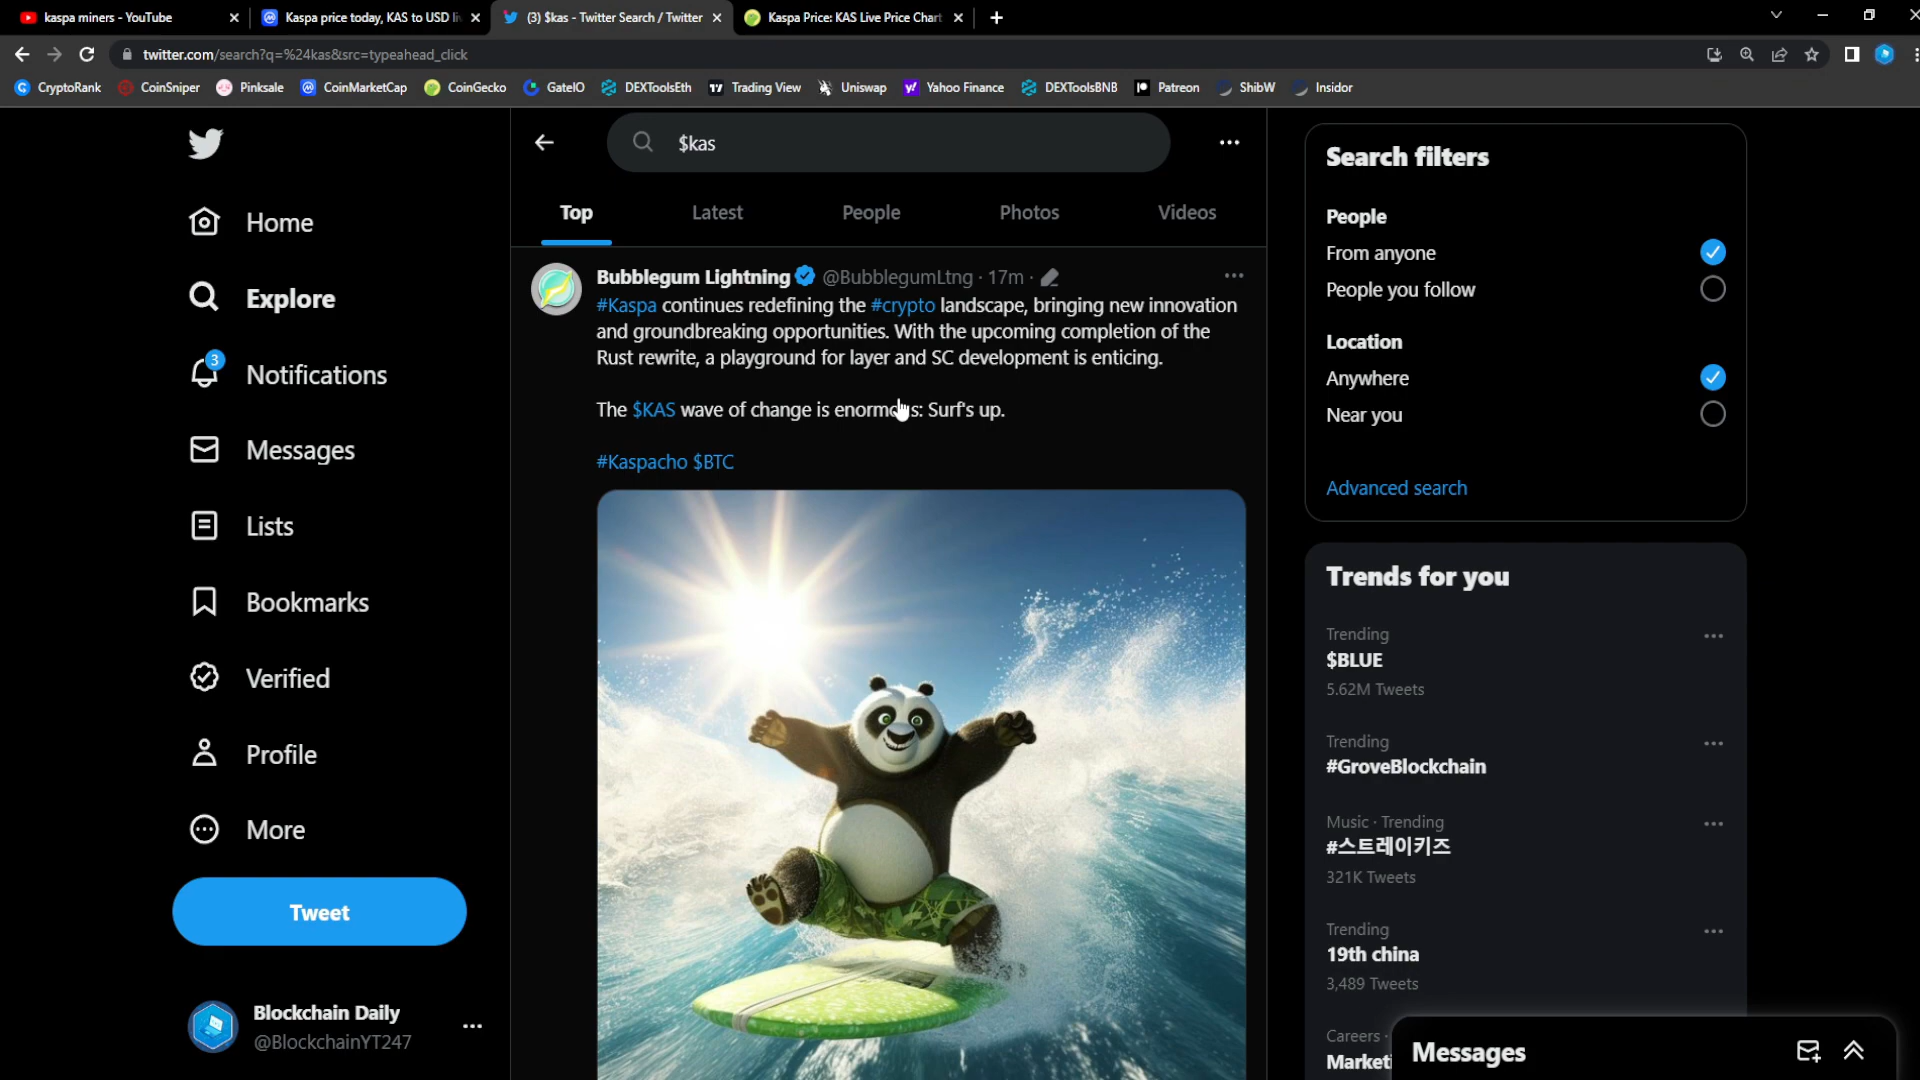 kaspa miners - YouTube
Kaspa price today, KAS to USD li
(3) $kas - Twitter Search / Twitter
Kaspa Price: KAS Live Price Chart
twitter.com/search?q=%24kas&src=typeahead_click
CryptoRank
CoinSniper
Pinksale
CoinMarketCap
CoinGecko
GateIO
DEXToolsEth
Trading View
Uniswap
Yahoo Finance
DEXToolsBNB
Patreon
ShibW
Insidor
Home
Explore
3
Notifications
Messages
Lists
Bookmarks
Verified
Profile
More
Tweet
Blockchain Daily
@BlockchainYT247
$kas
Top
Latest
People
Photos
Videos
Bubblegum Lightning @BubblegumLtng · 17m ·
#Kaspa continues redefining the #crypto landscape, bringing new innovation
and groundbreaking opportunities. With the upcoming completion of the
Rust rewrite, a playground for layer and SC development is enticing.
The $KAS wave of change is enormous: Surf's up.
#Kaspacho $BTC
Search filters
People
From anyone
People you follow
Location
Anywhere
Near you
Advanced search
Trends for you
Trending
$BLUE
5.62M Tweets
Trending
#GroveBlockchain
Music · Trending
#스트레이키즈
321K Tweets
Trending
19th china
3,489 Tweets
Careers ·
Marketi
Messages